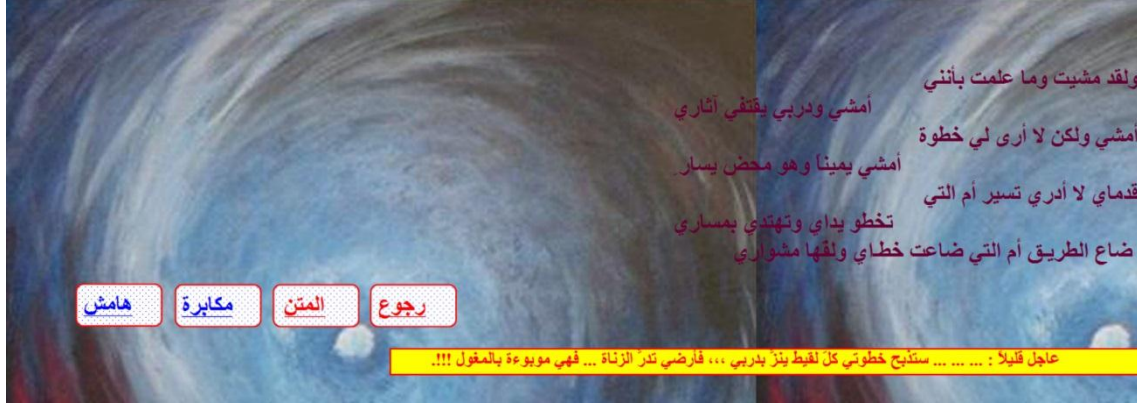 ولقد مشيت وما علمت بأنني
أمشي ودربي يقتفي آثاري
أمشي ولكن لا أرى لي خطوة
أمشي يميناً وهو محض يسار
قدماي لا أدري تسير أم التي
تخطو يداي وتهتدي بمساري
ضاع الطريق أم التي ضاعت خطاي ولفها مشواري
رجوع
المتن
مكابرة
هامش
عاجل قليلاً : ... ... ... ستذبح خطوتي كلّ لقيط ينزّ بدربي ،،، فأرضي تدرّ الزناة ... فهي موبوءة بالمغول !!!.